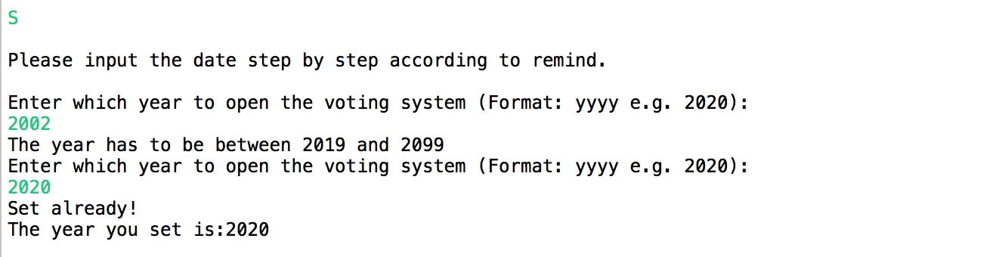 S
Please input the date step by step according to remind.
Enter which year to open the voting system (Format: yyyy e.g. 2020):
2002
The year has to be between 2019 and 2099
Enter which year to open the voting system (Format: yyyy e.g. 2020):
2020
Set already!
The year you set is:2020